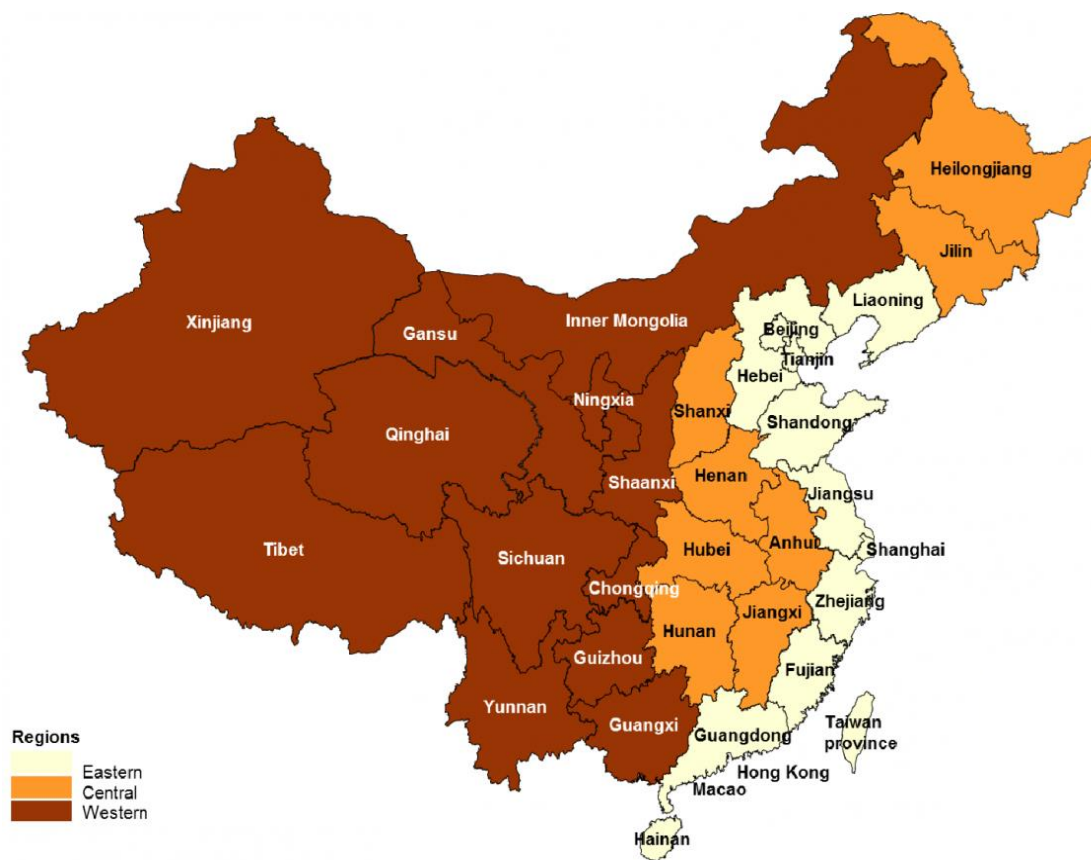 Heilongjiang
Jilin
Liaoning
Xinjiang
Gansu
Inner Mongolia
Beijing
Tianjin
Hebei
Ningxia
Shanxi
Shandong
Qinghai
Shaanxi
Henan
Jiangsu
Tibet
Sichuan
Hubei
Anhui
Shanghai
Chongqing
Zhejiang
Jiangxi
Hunan
Guizhou
Fujian
Yunnan
Guangxi
Guangdong
Taiwan
province
Hong Kong
Macao
Hainan
Regions
Eastern
Central
Western